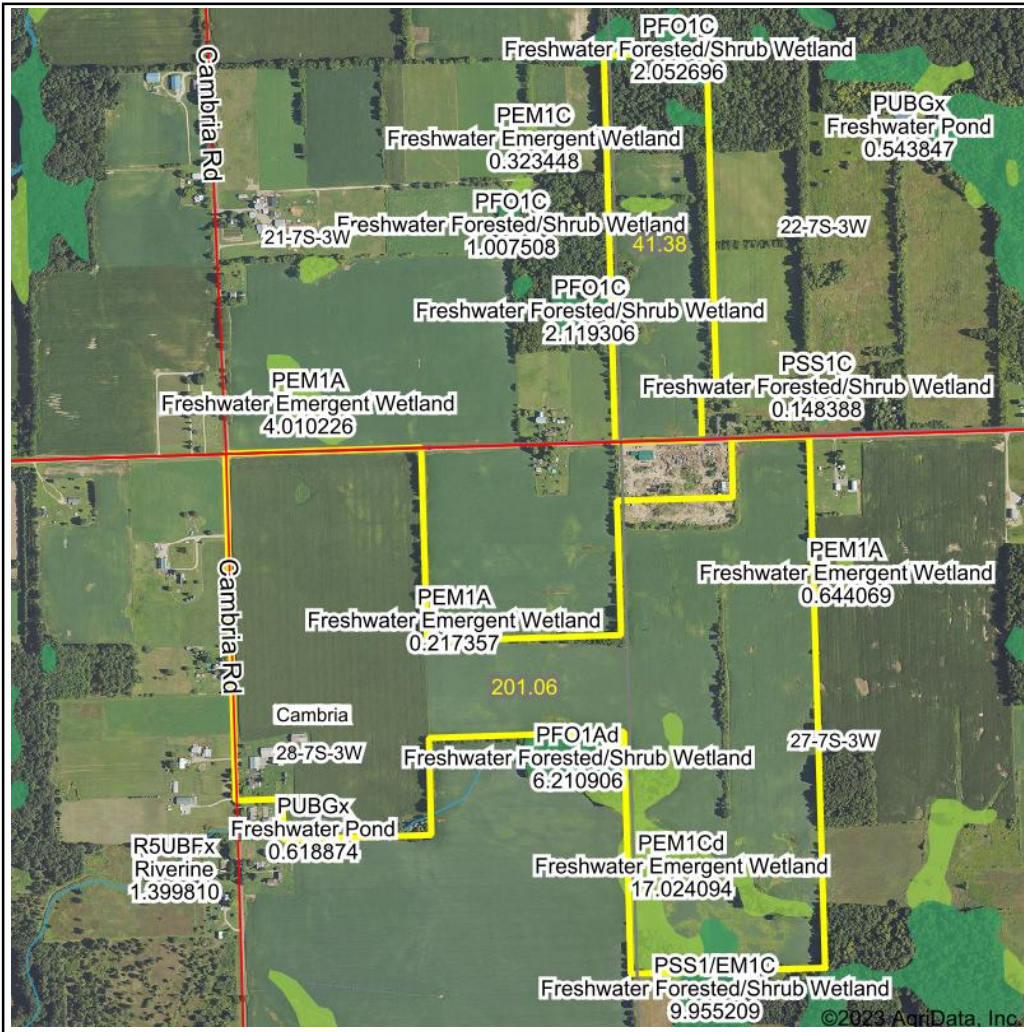 PFO1C
Freshwater Forested/Shrub Wetland
2.052696
Cambria Rd
PEM1C
Freshwater Emergent Wetland
0.323448
PUBGx
Freshwater Pond
0.543847
PFO1C
Freshwater Forested/Shrub Wetland
1.007508
21-7S-3W
41.38
22-7S-3W
PFO1C
Freshwater Forested/Shrub Wetland
2.119306
PSS1C
Freshwater Forested/Shrub Wetland
0.148388
PEM1A
Freshwater Emergent Wetland
4.010226
Cambria Rd
PEM1A
Freshwater Emergent Wetland
0.644069
PEM1A
Freshwater Emergent Wetland
0.217357
201.06
Cambria
28-7S-3W
PFO1Ad
Freshwater Forested/Shrub Wetland
6.210906
27-7S-3W
PUBGx
Freshwater Pond
0.618874
R5UBFx
Riverine
1.399810
PEM1Cd
Freshwater Emergent Wetland
17.024094
PSS1/EM1C
Freshwater Forested/Shrub Wetland
9.955209
©2023 AgriData, Inc.